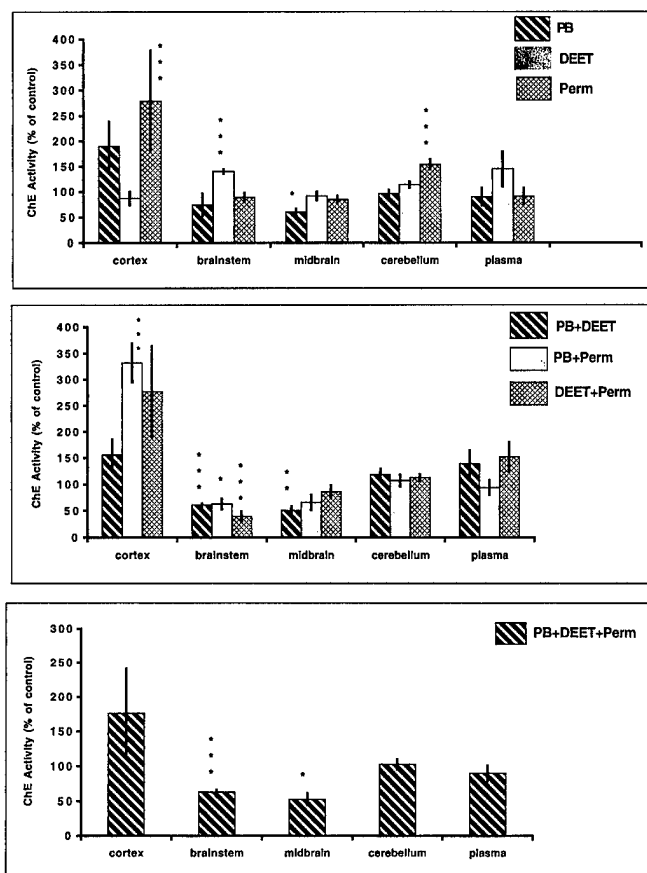 PB
DEET
Perm
ChE Activity (% of control)
400
350
300
250
200
150
100
50
0
cortex brainstem midbrain cerebellum plasma
PB+DEET
PB+Perm
DEET+Perm
ChE Activity (% of control)
400
350
300
250
200
150
100
50
0
cortex brainstem midbrain cerebellum plasma
PB+DEET+Perm
ChE Activity (% of control)
300
250
200
150
100
50
0
cortex brainstem midbrain cerebellum plasma